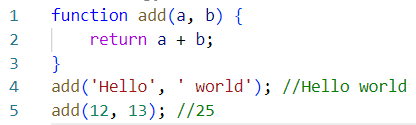 1 function add(a, b) {
2     return a + b;
3 }
4 add('Hello', ' world'); //Hello world
5 add(12, 13); //25